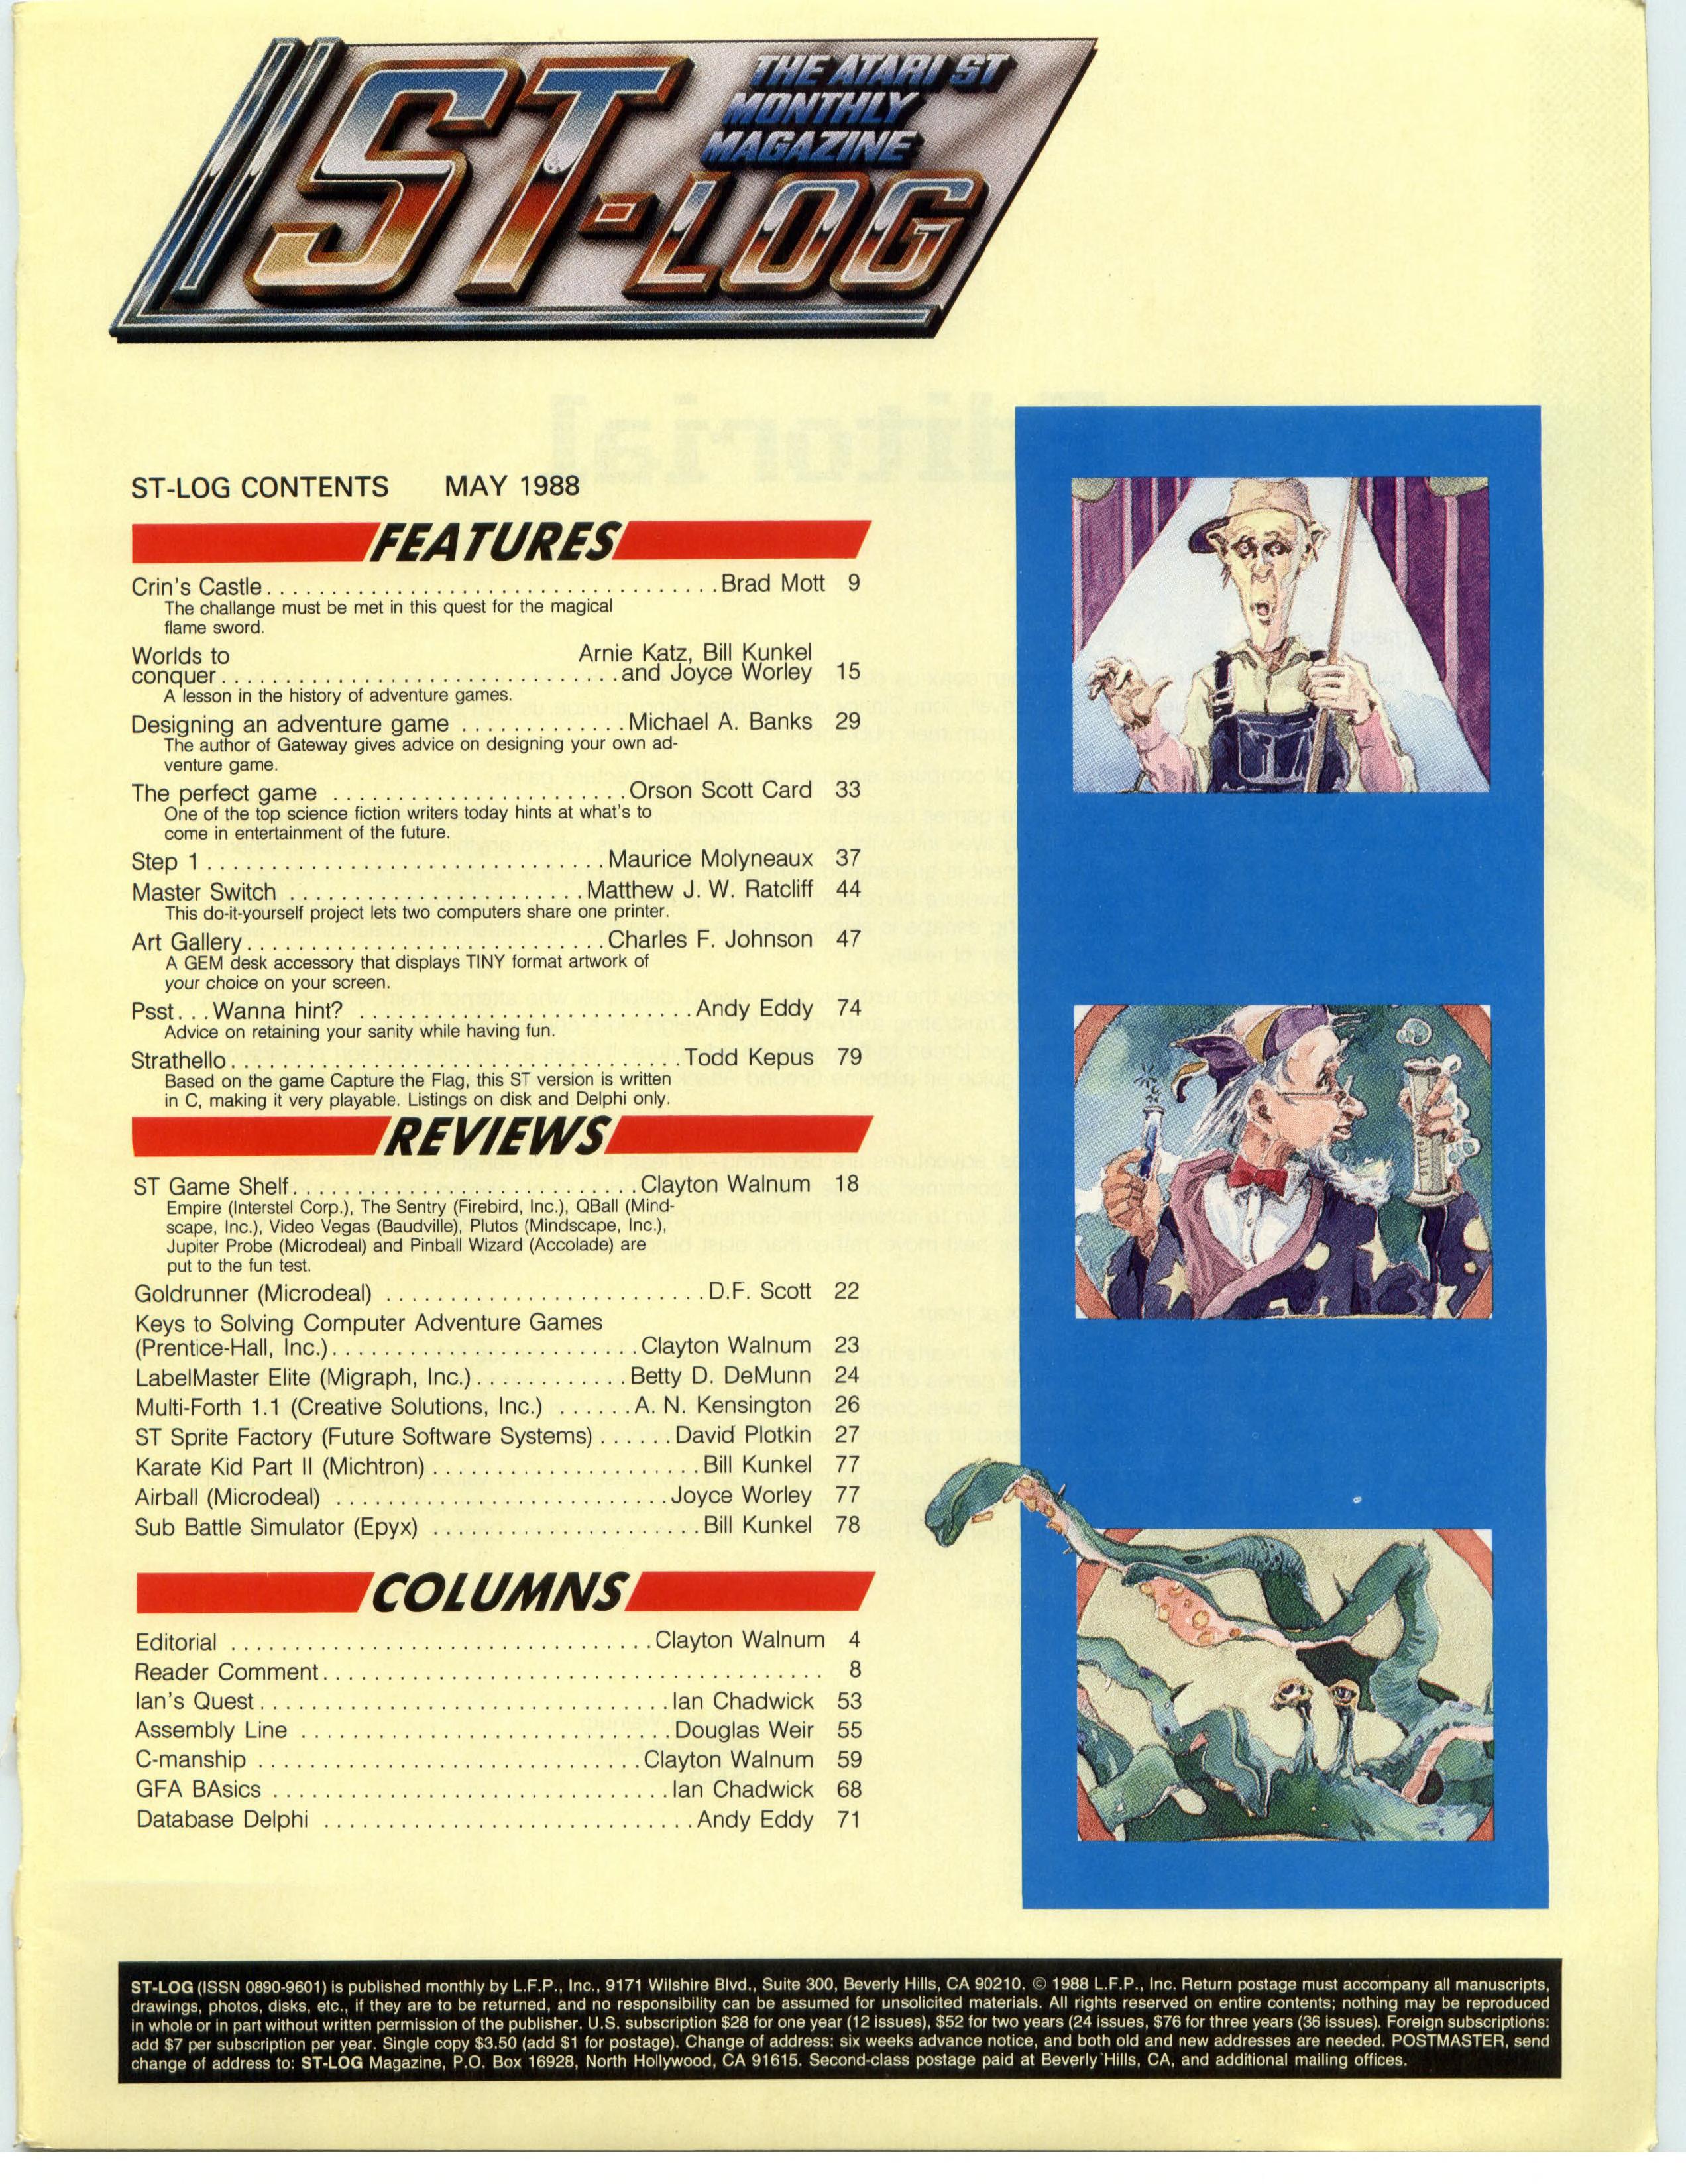 THE ATARI ST
MONTHLY
MAGAZINE
ST-LOG
ST-LOG CONTENTS MAY 1988
FEATURES
Crin's Castle...................................Brad Mott 9
The challange must be met in this quest for the magical
flame sword.
Worlds to Arnie Katz, Bill Kunkel
conquer...............................and Joyce Worley 15
A lesson in the history of adventure games.
Designing an adventure game .............Michael A. Banks 29
The author of Gateway gives advice on designing your own ad-
venture game.
The perfect game .......................Orson Scott Card 33
One of the top science fiction writers today hints at what's to
come in entertainment of the future.
Step 1...............................Maurice Molyneaux 37
Master Switch .......................Matthew J. W. Ratcliff 44
This do-it-yourself project lets two computers share one printer.
Art Gallery............................Charles F. Johnson 47
A GEM desk accessory that displays TINY format artwork of
your choice on your screen.
Psst...Wanna hint? ..........................Andy Eddy 74
Advice on retaining your sanity while having fun.
Strathello...................................Todd Kepus 79
Based on the game Capture the Flag, this ST version is written
in C, making it very playable. Listings on disk and Delphi only.
REVIEWS
ST Game Shelf...........................Clayton Walnum 18
Empire (Interstel Corp.), The Sentry (Firebird, Inc.), QBall (Mind-
scape, Inc.), Video Vegas (Baudville), Plutos (Mindscape, Inc.),
Jupiter Probe (Microdeal) and Pinball Wizard (Accolade) are
put to the fun test.
Goldrunner (Microdeal) .........................D.F. Scott 22
Keys to Solving Computer Adventure Games
(Prentice-Hall, Inc.)........................Clayton Walnum 23
LabelMaster Elite (Migraph, Inc.)............Betty D. DeMunn 24
Multi-Forth 1.1 (Creative Solutions, Inc.) ......A. N. Kensington 26
ST Sprite Factory (Future Software Systems)......David Plotkin 27
Karate Kid Part II (Michtron).....................Bill Kunkel 77
Airball (Microdeal) ..........................Joyce Worley 77
Sub Battle Simulator (Epyx) .....................Bill Kunkel 78
COLUMNS
Editorial .................................Clayton Walnum 4
Reader Comment....................................... 8
Ian's Quest................................Ian Chadwick 53
Assembly Line .............................Douglas Weir 55
C-manship ..............................Clayton Walnum 59
GFA BAsics ...............................Ian Chadwick 68
Database Delphi .............................Andy Eddy 71
ST-LOG (ISSN 0890-9601) is published monthly by L.F.P., Inc., 9171 Wilshire Blvd., Suite 300, Beverly Hills, CA 90210. © 1988 L.F.P., Inc. Return postage must accompany all manuscripts,
drawings, photos, disks, etc., if they are to be returned, and no responsibility can be assumed for unsolicited materials. All rights reserved on entire contents; nothing may be reproduced
in whole or in part without written permission of the publisher. U.S. subscription $28 for one year (12 issues), $52 for two years (24 issues, $76 for three years (36 issues). Foreign subscriptions:
add $7 per subscription per year. Single copy $3.50 (add $1 for postage). Change of address: six weeks advance notice, and both old and new addresses are needed. POSTMASTER, send
change of address to: ST-LOG Magazine, P.O. Box 16928, North Hollywood, CA 91615. Second-class postage paid at Beverly Hills, CA, and additional mailing offices.